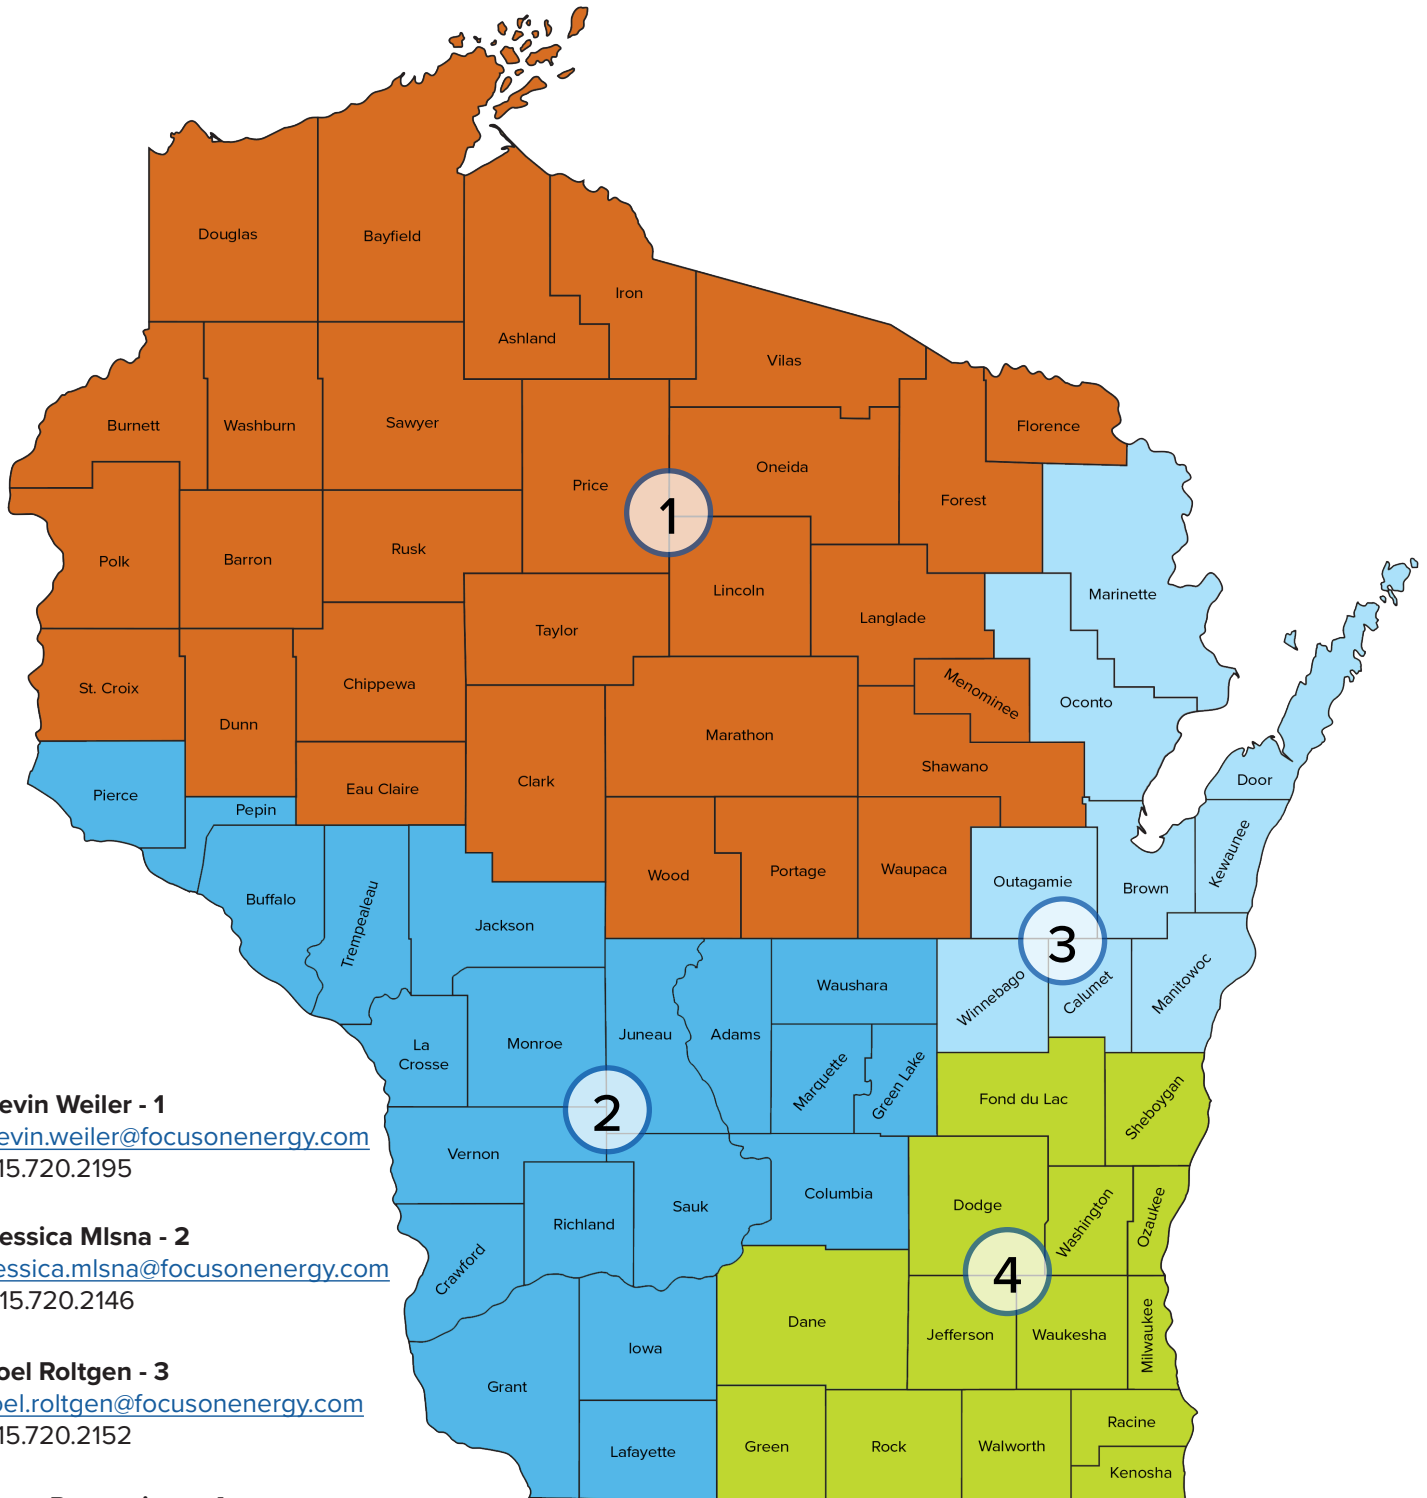 Douglas
Bayfield
Iron
Ashland
Vilas
Burnett
Washburn
Sawyer
Florence
Price
Oneida
Forest
1
Polk
Barron
Rusk
Lincoln
Marinette
Langlade
Taylor
St. Croix
Chippewa
Menominee
Oconto
Dunn
Marathon
Shawano
Clark
Door
Eau Claire
Pierce
Pepin
Kewaunee
Wood
Portage
Waupaca
Outagamie
Brown
Buffalo
Trempealeau
Jackson
3
Waushara
Winnebago
Calumet
Manitowoc
La
Crosse
Monroe
Juneau
Adams
Marquette
Green Lake
Fond du Lac
Sheboygan
2
Vernon
Columbia
Sauk
Richland
Dodge
Washington
Ozaukee
Crawford
4
Dane
Jefferson
Waukesha
Milwaukee
Iowa
Grant
Racine
Green
Rock
Walworth
Lafayette
Kenosha
evin Weiler - 1
evin.weiler@focusonenergy.com
15.720.2195
essica Mlsna - 2
essica.mlsna@focusonenergy.com
15.720.2146
oel Roltgen - 3
oel.roltgen@focusonenergy.com
15.720.2152